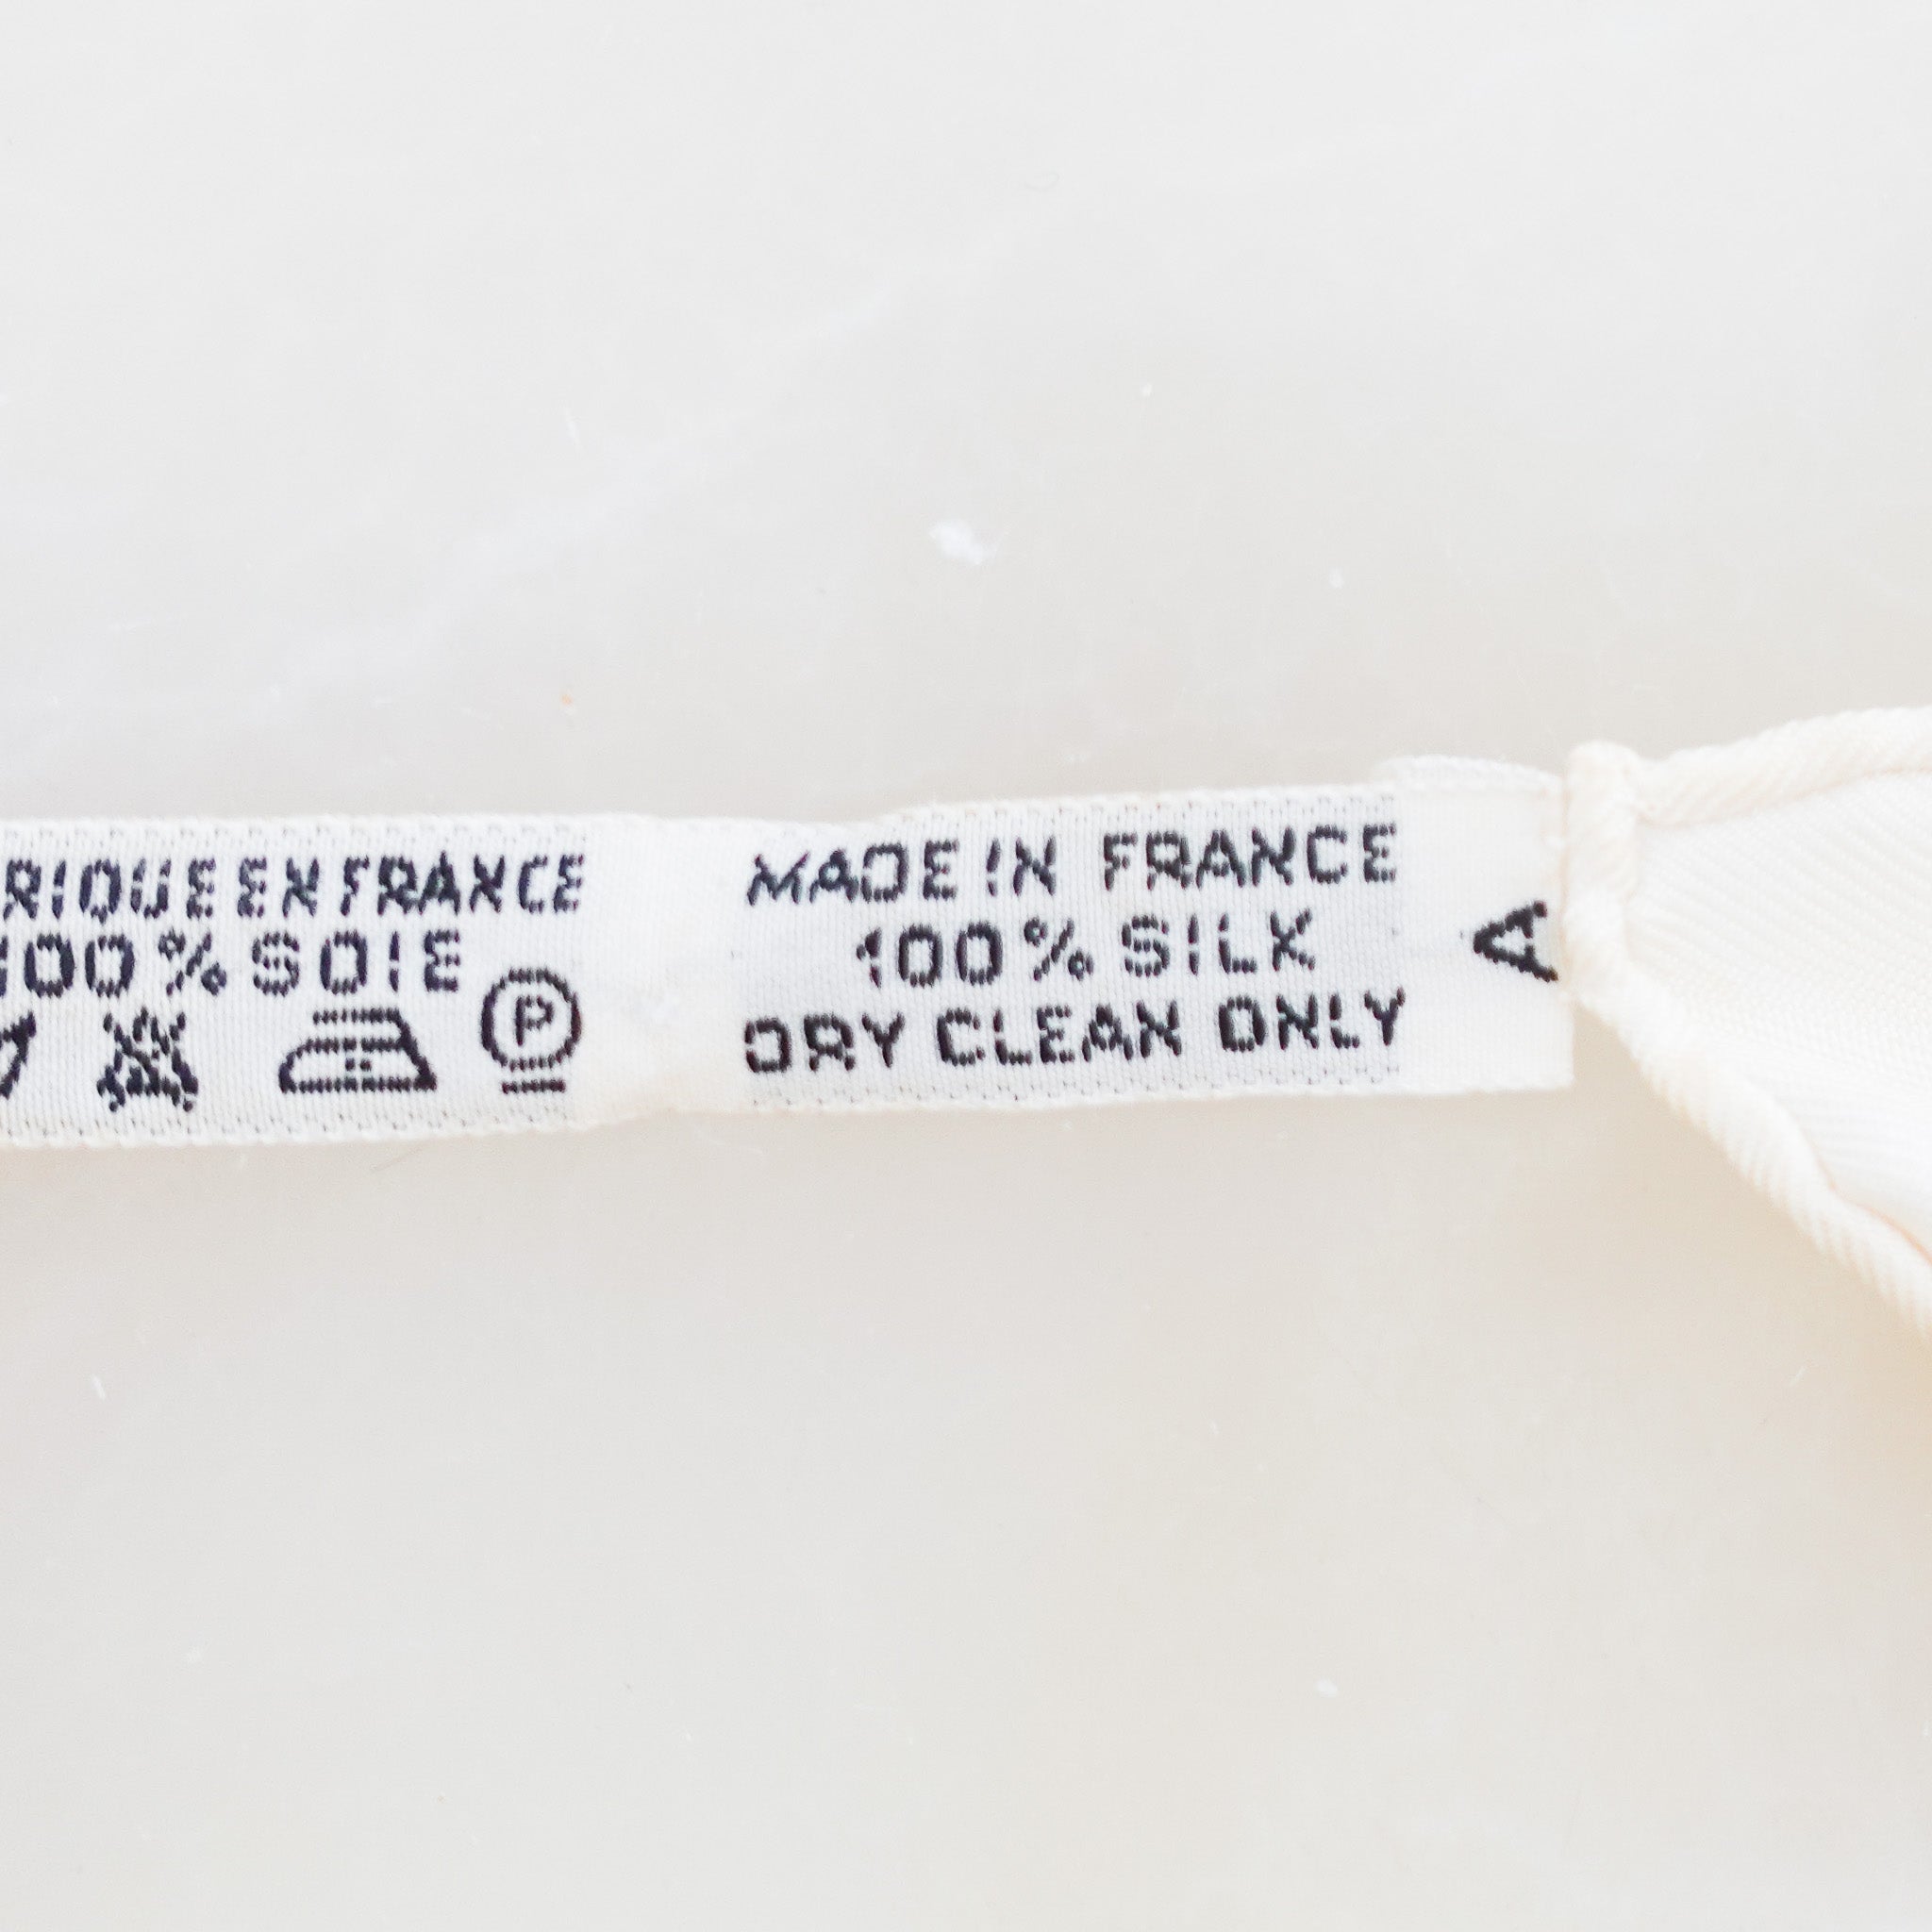 RIQUE EN FRANCE
100% SOIE
P
MADE IN FRANCE
100% SILK
DRY CLEAN ONLY
A